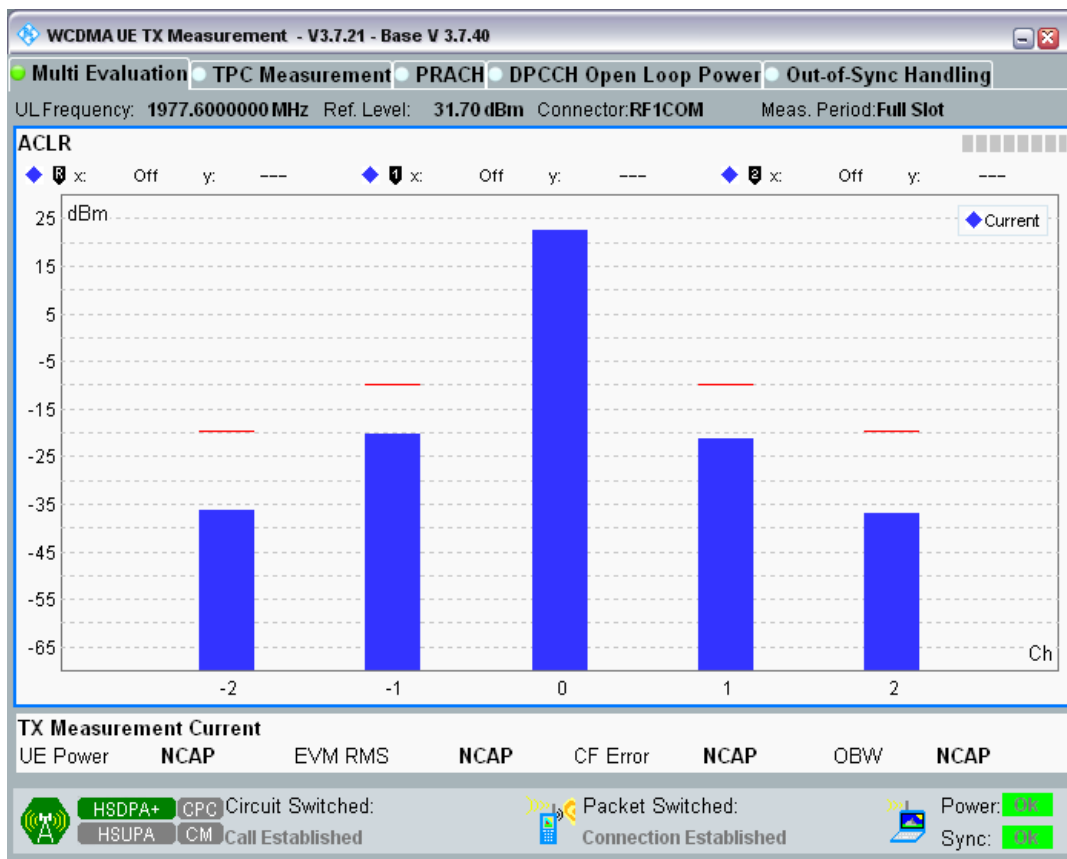 WCDMA UE TX Measurement - V3.7.21 - Base V 3.7.40
Multi Evaluation TPC Measurement PRACH DPCCH Open Loop Power Out-of-Sync Handling
UL Frequency: 1977.6000000 MHz Ref. Level: 31.70 dBm Connector:RF1COM Meas. Period:Full Slot
ACLR
R x: Off y: --- 1 x: Off y: --- 2 x: Off y: ---
dBm
Current
25
15
5
-5
-15
-25
-35
-45
-55
-65
Ch
-2 -1 0 1 2
TX Measurement Current
UE Power NCAP EVM RMS NCAP CF Error NCAP OBW NCAP
HSDPA+ CPC Circuit Switched: Packet Switched: Power: OK
HSUPA CM Call Established Connection Established Sync: OK